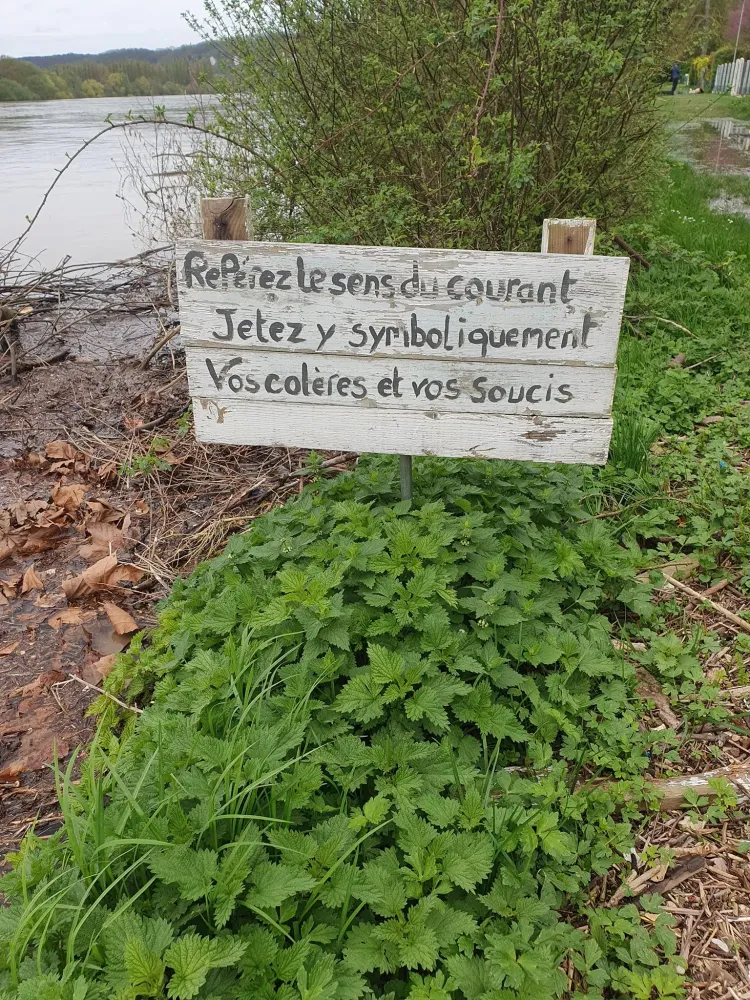 Repérez le sens du courant
Jetez y symboliquement
Vos colères et vos soucis